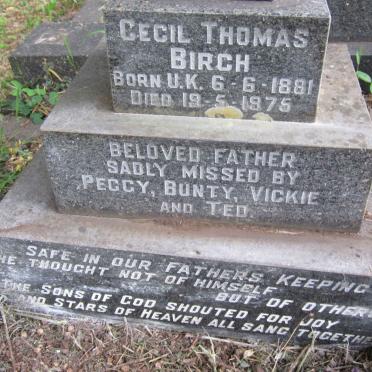 CECIL THOMAS
BIRCH
BORN U.K. 6-6-1881
DIED 19-5-1975
BELOVED FATHER
SADLY MISSED BY
PEGGY, BUNTY, VICKIE
AND TED.
SAFE IN OUR FATHERS KEEPING
HE THOUGHT NOT OF HIMSELF BUT OF OTHERS
THE SONS OF GOD SHOUTED FOR JOY
AND STARS OF HEAVEN ALL SANG TOGETHER